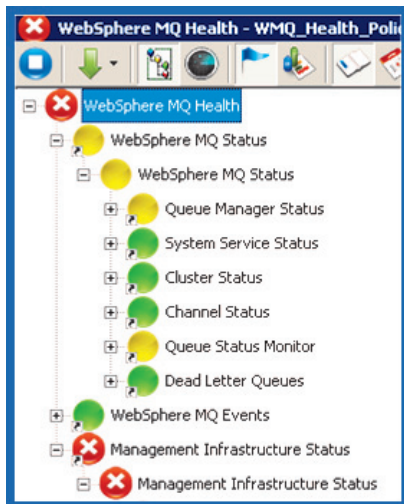 WebSphere MQ Health - WMQ_Health_Polic
WebSphere MQ Health
WebSphere MQ Status
WebSphere MQ Status
Queue Manager Status
System Service Status
Cluster Status
Channel Status
Queue Status Monitor
Dead Letter Queues
WebSphere MQ Events
Management Infrastructure Status
Management Infrastructure Status